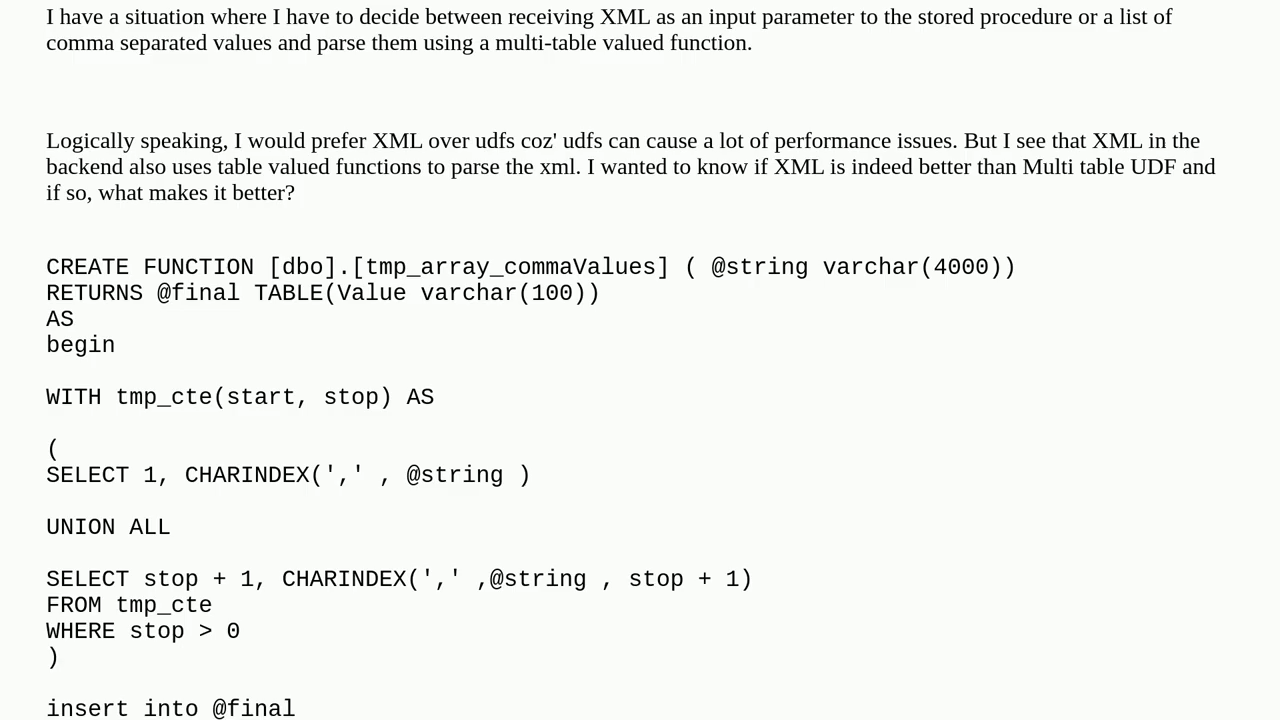 I have a situation where I have to decide between receiving XML as an input parameter to the stored procedure or a list of
comma separated values and parse them using a multi-table valued function.
Logically speaking, I would prefer XML over udfs coz' udfs can cause a lot of performance issues. But I see that XML in the
backend also uses table valued functions to parse the xml. I wanted to know if XML is indeed better than Multi table UDF and
if so, what makes it better?
CREATE FUNCTION [dbo].[tmp_array_commaValues] ( @string varchar(4000))
RETURNS @final TABLE(Value varchar(100))
AS
begin
WITH tmp_cte(start, stop) AS
(
SELECT 1, CHARINDEX(',' , @string )
UNION ALL
SELECT stop + 1, CHARINDEX(',' ,@string , stop + 1)
FROM tmp_cte
WHERE stop > 0
)
insert into @final